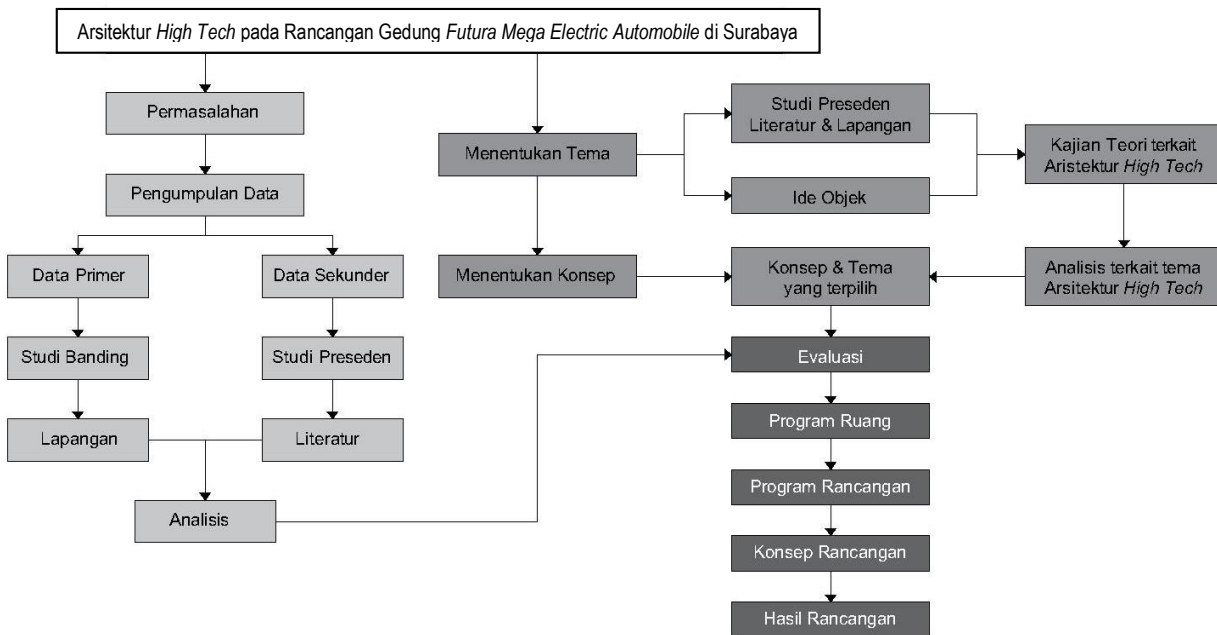 Arsitektur High Tech pada Rancangan Gedung Futura Mega Electric Automobile di Surabaya
Permasalahan
Pengumpulan Data
Data Primer
Data Sekunder
Studi Banding
Studi Preseden
Lapangan
Literatur
Analisis
Menentukan Tema
Menentukan Konsep
Studi Preseden
Literatur & Lapangan
Ide Objek
Kajian Teori terkait
Aristektur High Tech
Analisis terkait tema
Arsitektur High Tech
Konsep & Tema
yang terpilih
Evaluasi
Program Ruang
Program Rancangan
Konsep Rancangan
Hasil Rancangan